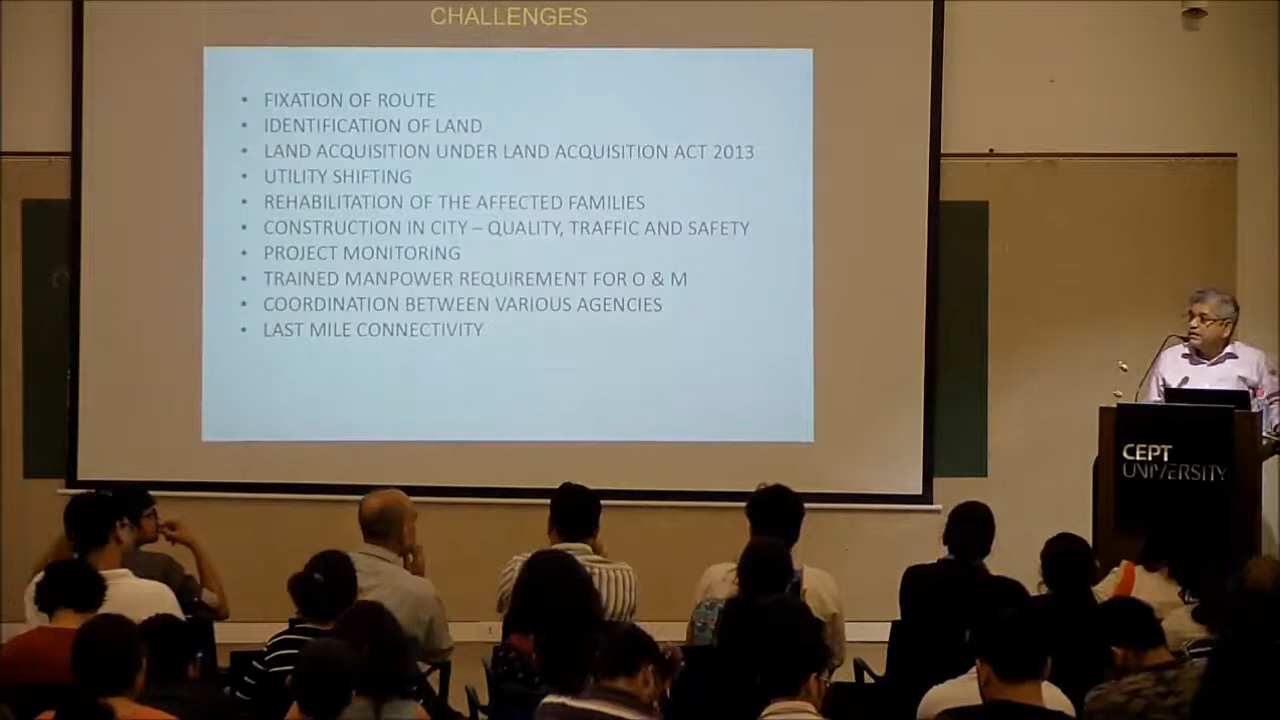 CHALLENGES
• FIXATION OF ROUTE
• IDENTIFICATION OF LAND
• LAND ACQUISITION UNDER LAND ACQUISITION ACT 2013
• UTILITY SHIFTING
• REHABILITATION OF THE AFFECTED FAMILIES
• CONSTRUCTION IN CITY – QUALITY, TRAFFIC AND SAFETY
• PROJECT MONITORING
• TRAINED MANPOWER REQUIREMENT FOR O & M
• COORDINATION BETWEEN VARIOUS AGENCIES
• LAST MILE CONNECTIVITY
CEPT
UNIVERSITY